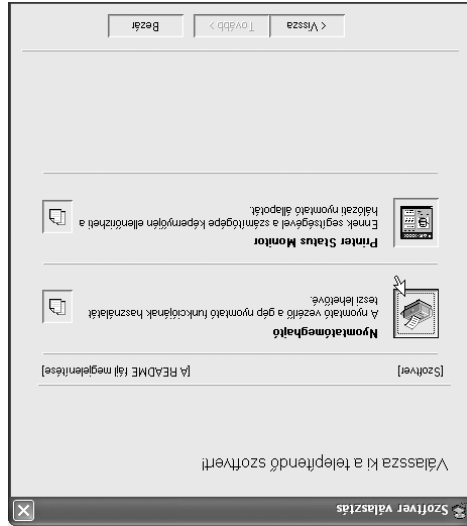 Szoftver választás
Válassza ki a telepítendő szoftvert!
[Szoftver] [A README fájl megjelenítése]
Nyomtatómeghajtó
A nyomtató vezérlő a gép nyomtató funkciójának használatát
teszi lehetővé.
Printer Status Monitor
Ennek segítségével a számítógépe képernyőjén ellenőrizheti a
hálózati nyomtató állapotát.
< Vissza Tovább > Bezár